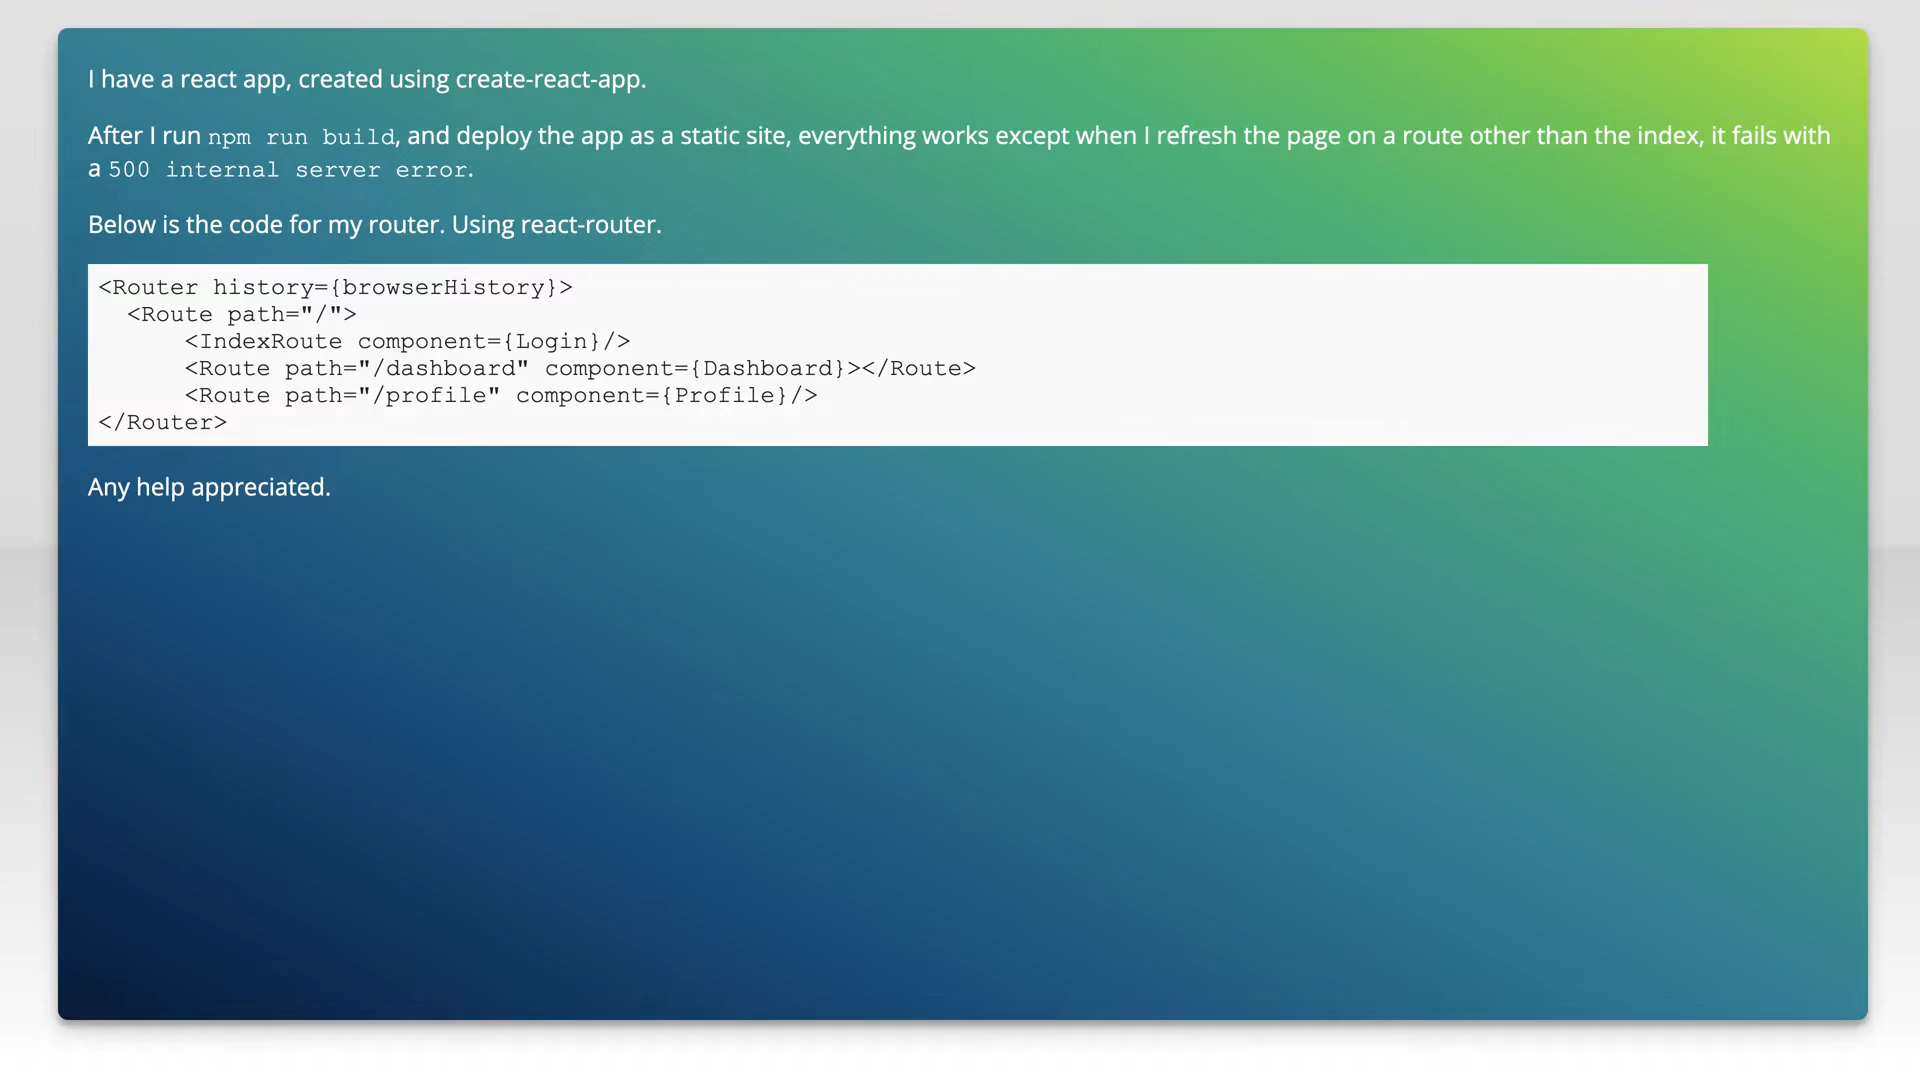 I have a react app, created using create-react-app.
After I run npm run build, and deploy the app as a static site, everything works except when I refresh the page on a route other than the index, it fails with
a 500 internal server error.
Below is the code for my router. Using react-router.
<Router history={browserHistory}>
  <Route path="/">
      <IndexRoute component={Login}/>
      <Route path="/dashboard" component={Dashboard}></Route>
      <Route path="/profile" component={Profile}/>
</Router>
Any help appreciated.